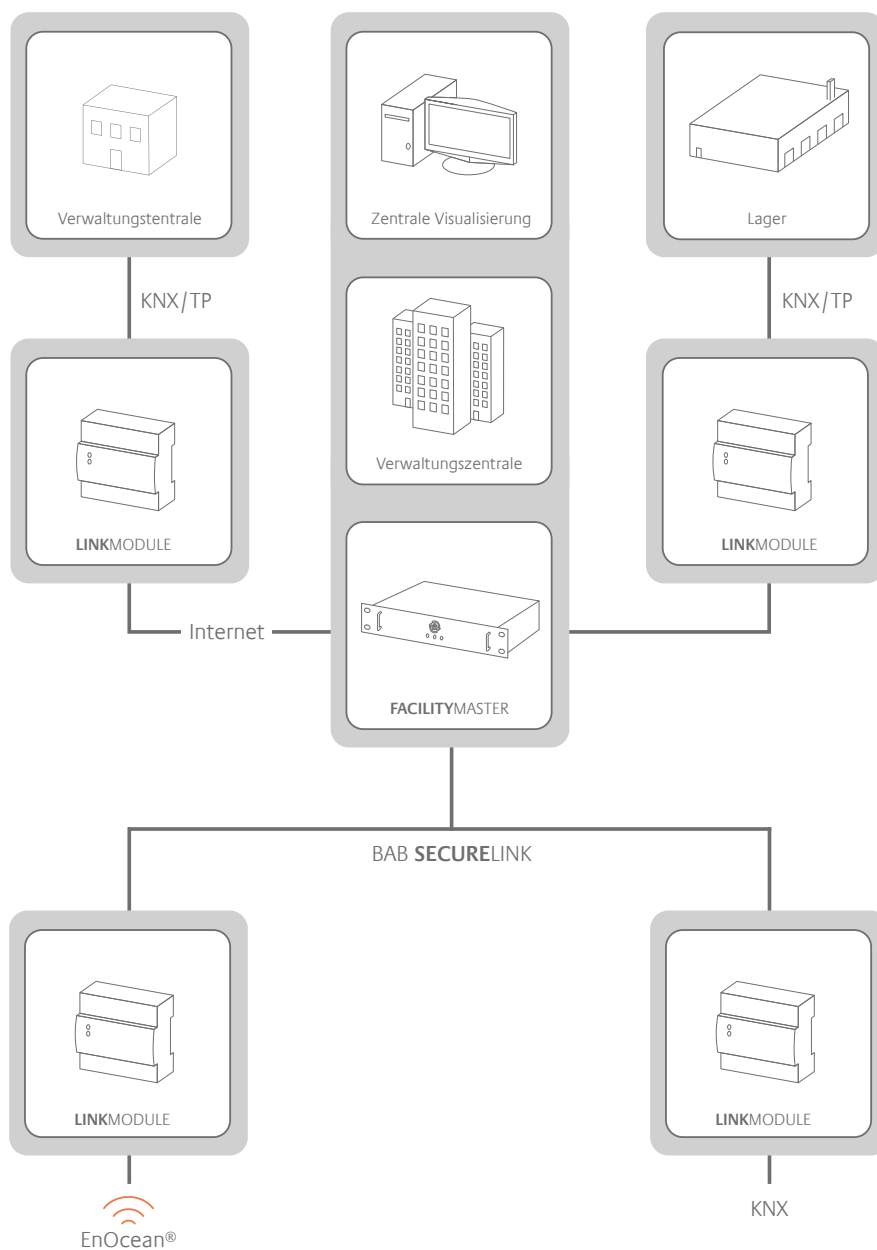 Verwaltungstentrale
Zentrale Visualisierung
Lager
KNX/TP
KNX/TP
Verwaltungszentrale
LINKMODULE
LINKMODULE
Internet
FACILITYMASTER
BAB SECURELINK
LINKMODULE
LINKMODULE
EnOcean®
KNX